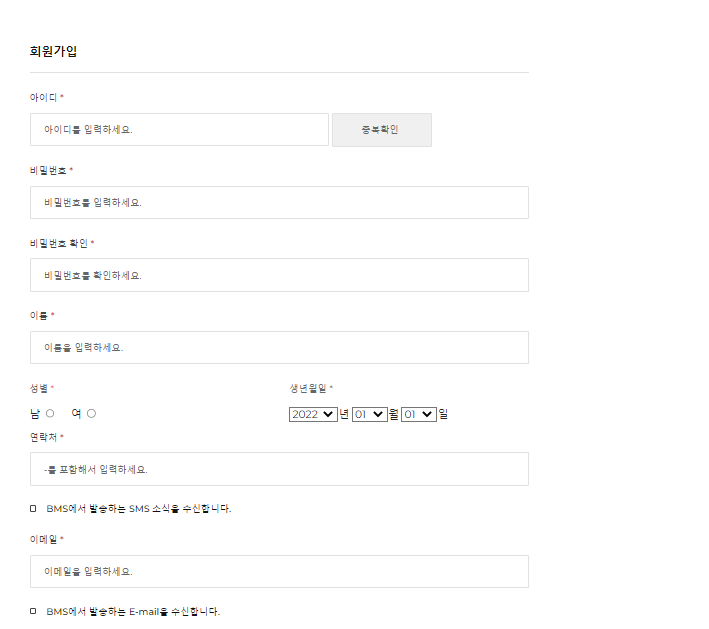 회원가입
아이디 *
아이디를 입력하세요. 중복확인
비밀번호 *
비밀번호를 입력하세요.
비밀번호 확인 *
비밀번호를 확인하세요.
이름 *
이름을 입력하세요.
성별 * 생년월일 *
남 여 2022 년 01 월 01 일
연락처 *
-를 포함해서 입력하세요.
BMS에서 발송하는 SMS 소식을 수신합니다.
이메일 *
이메일을 입력하세요.
BMS에서 발송하는 E-mail을 수신합니다.